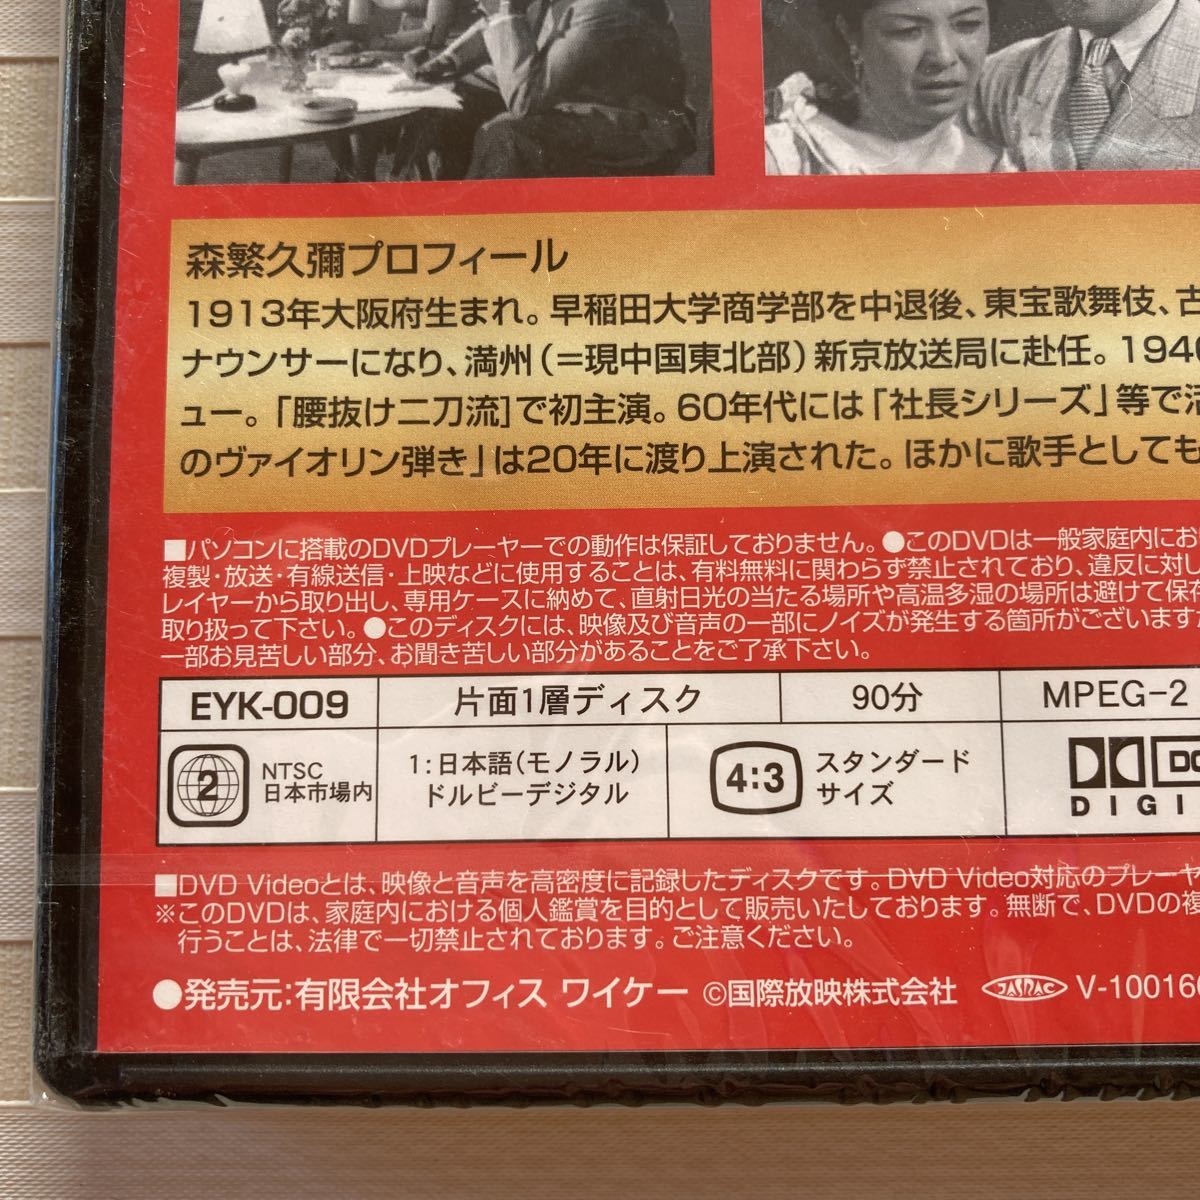 森繁久彌プロフィール
1913年大阪府生まれ。早稲田大学商学部を中退後、東宝歌舞伎、古
ナウンサーになり、満州(=現中国東北部)新京放送局に赴任。194
ュー。「腰抜け二刀流]で初主演。60年代には「社長シリーズ」等で活
のヴァイオリン弾き」は20年に渡り上演された。ほかに歌手としても
■パソコンに搭載のDVDプレーヤーでの動作は保証しておりません。●このDVDは一般家庭内にお
複製・放送・有線送信・上映などに使用することは、有料無料に関わらず禁止されており、違反に対し
レイヤーから取り出し、専用ケースに納めて、直射日光の当たる場所や高温多湿の場所は避けて保存
取り扱って下さい。●このディスクには、映像及び音声の一部にノイズが発生する箇所がございますが
一部お見苦しい部分、お聞き苦しい部分があることをご了承下さい。
EYK-009 片面1層ディスク 90分 MPEG-2
2 NTSC 日本市場内
1:日本語(モノラル)
ドルビーデジタル
4:3 スタンダード
サイズ
DO
DIGI
■DVD Videoとは、映像と音声を高密度に記録したディスクです。DVD Video対応のプレーヤ
※このDVDは、家庭内における個人鑑賞を目的として販売いたしております。無断で、DVDの複
行うことは、法律で一切禁止されております。ご注意ください。
●発売元:有限会社オフィス ワイケー ©国際放映株式会社 JASRAC V-100160